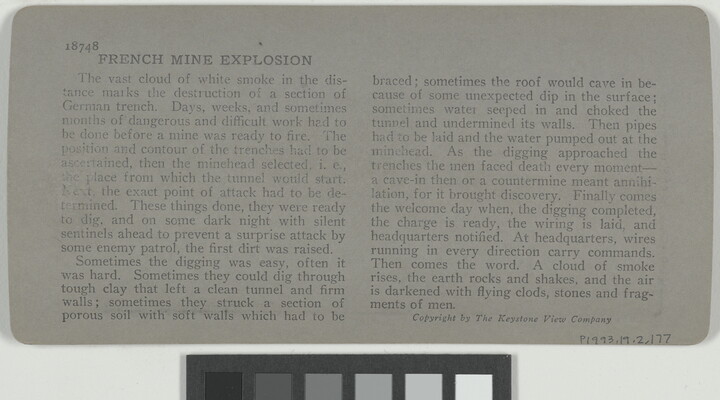 18748
FRENCH MINE EXPLOSION
The vast cloud of white smoke in the dis-
tance marks the destruction of a section of
German trench. Days, weeks, and sometimes
months of dangerous and difficult work had to
be done before a mine was ready to fire. The
position and contour of the trenches had to be
ascertained, then the minehead selected, i. e.,
the place from which the tunnel would start.
Next, the exact point of attack had to be de-
termined. These things done, they were ready
to dig, and on some dark night with silent
sentinels ahead to prevent a surprise attack by
some enemy patrol, the first dirt was raised.
Sometimes the digging was easy, often it
was hard. Sometimes they could dig through
tough clay that left a clean tunnel and firm
walls; sometimes they struck a section of
porous soil with soft walls which had to be
braced; sometimes the roof would cave in be-
cause of some unexpected dip in the surface;
sometimes water seeped in and choked the
tunnel and undermined its walls. Then pipes
had to be laid and the water pumped out at the
minehead. As the digging approached the
trenches the men faced death every moment—
a cave-in then or a countermine meant annihi-
lation, for it brought discovery. Finally comes
the welcome day when, the digging completed,
the charge is ready, the wiring is laid, and
headquarters notified. At headquarters, wires
running in every direction carry commands.
Then comes the word. A cloud of smoke
rises, the earth rocks and shakes, and the air
is darkened with flying clods, stones and frag-
ments of men.
Copyright by The Keystone View Company
P1993.19.2.177